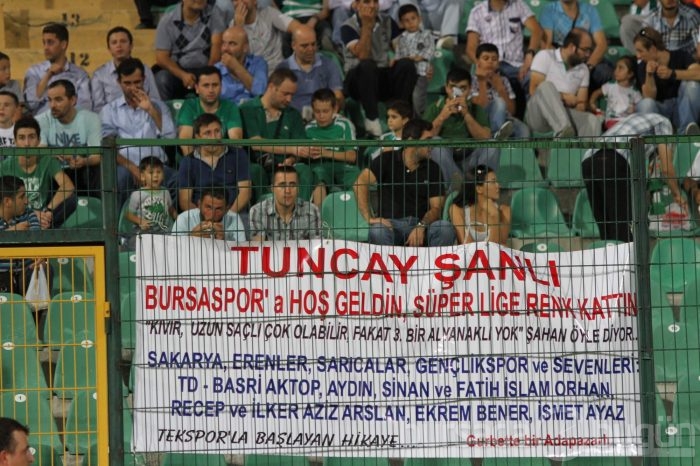 TUNCAY ŞANLI
BURSASPOR'a HOŞ GELDİN, SÜPER LİGE RENK KATTIN
"KIVIR, UZUN SAÇLI ÇOK OLABİLİR, FAKAT 3. BİR ALYANAKLI YOK" ŞAHAN ÖYLE DİYOR..
SAKARYA, ERENLER, SARICALAR, GENÇLİKSPOR ve SEVENLERİ:
TD - BASRİ AKTOP, AYDIN, SİNAN ve FATİH İSLAM ORHAN,
RECEP ve İLKER AZİZ ARSLAN, EKREM BENER, İSMET AYAZ
TEKSPOR'LA BAŞLAYAN HİKAYE... Gurbette bir Adapazarlı